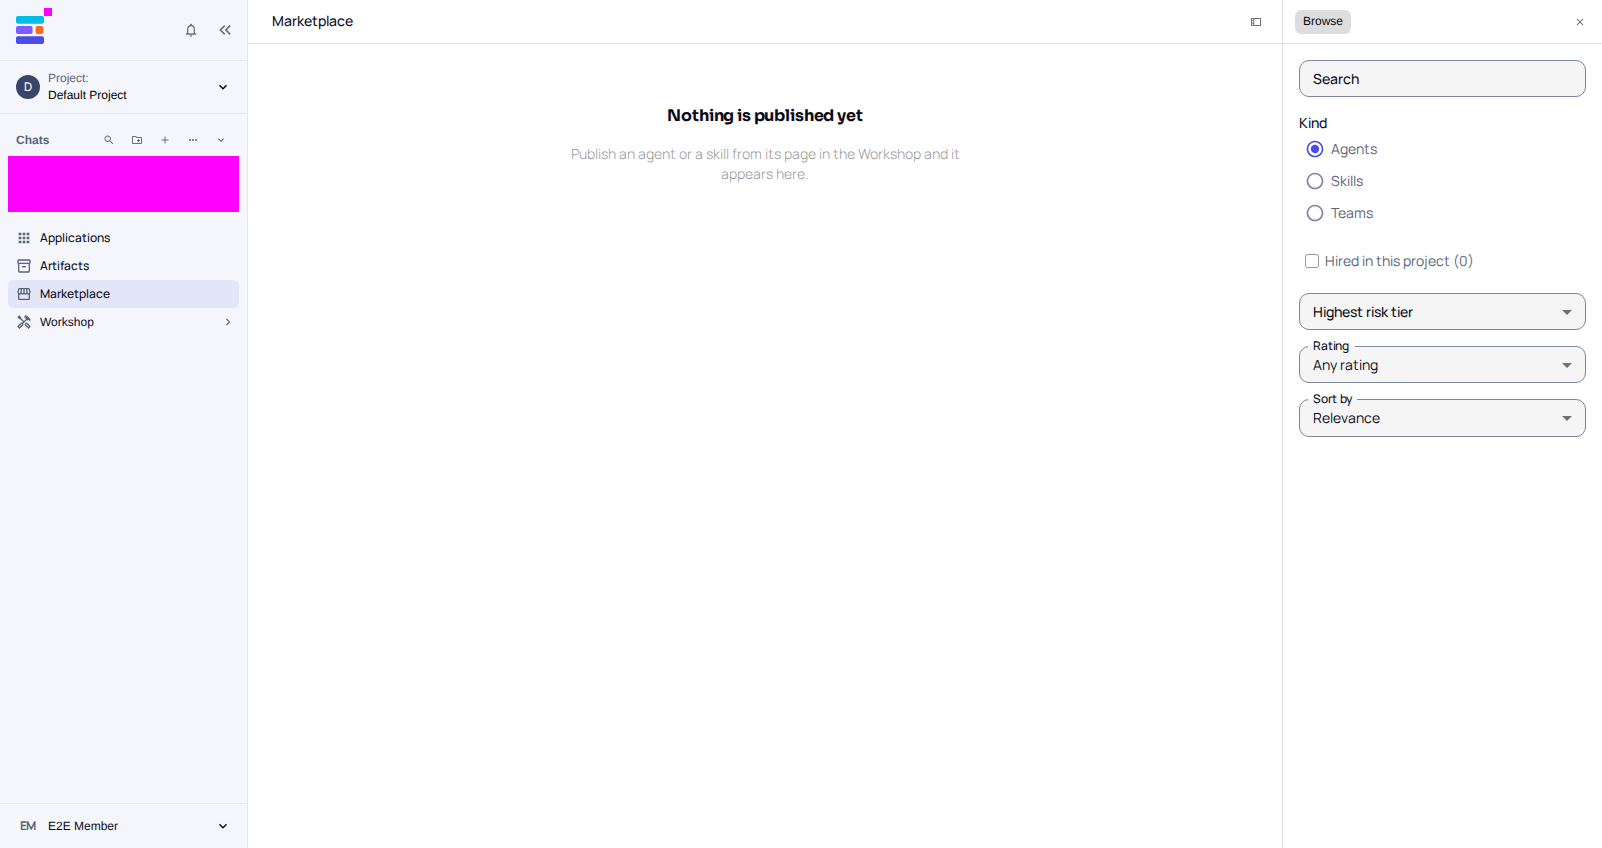 Marketplace
Browse
D
Project:
Default Project
Chats
Applications
Artifacts
Marketplace
Workshop
EM
E2E Member
Nothing is published yet
Publish an agent or a skill from its page in the Workshop and it
appears here.
Search
Kind
Agents
Skills
Teams
Hired in this project (0)
Highest risk tier
Rating
Any rating
Sort by
Relevance